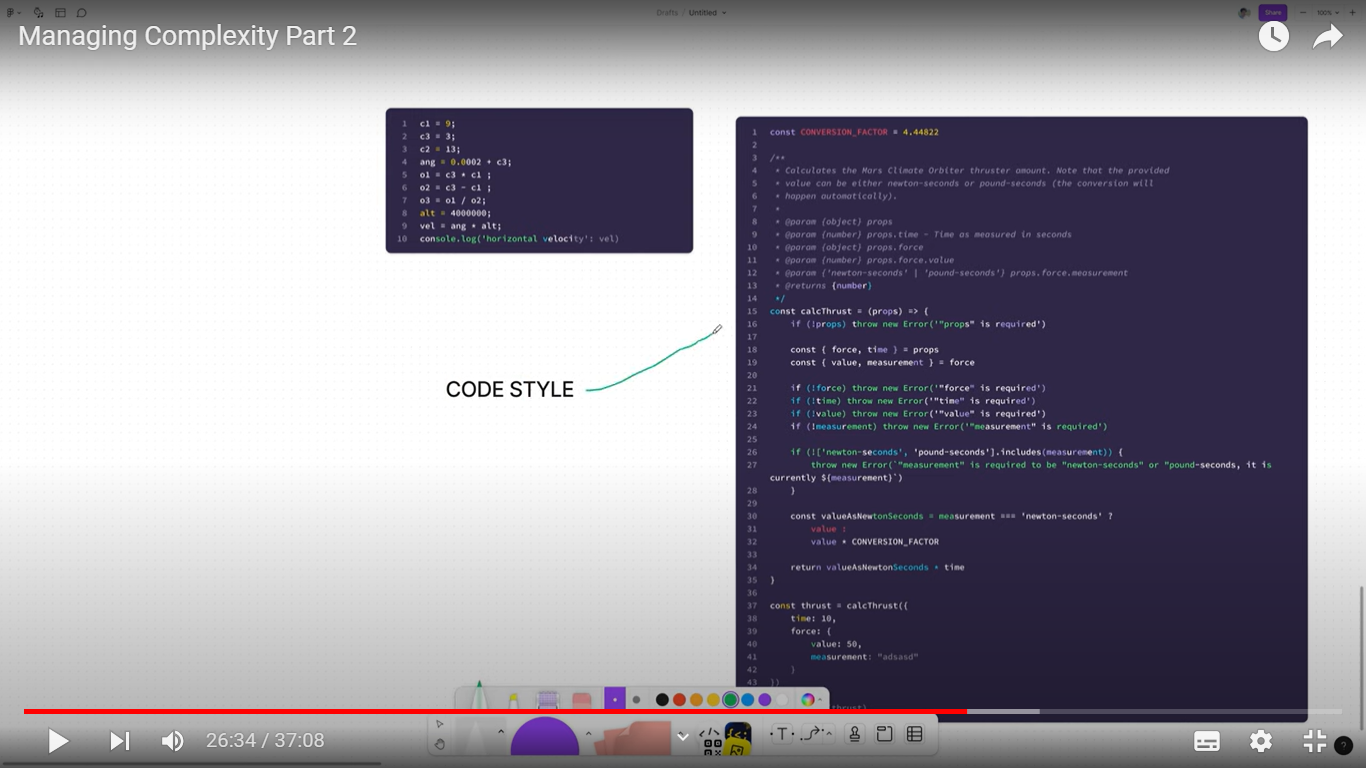 Drafts / Untitled
Share
100%
Managing Complexity Part 2
1 c1 = 9;
2 c3 = 3;
3 c2 = 13;
4 ang = 0.0002 + c3;
5 o1 = c3 * c1 ;
6 o2 = c3 - c1 ;
7 o3 = o1 / o2;
8 alt = 4000000;
9 vel = ang * alt;
10 console.log('horizontal velocity': vel)
CODE STYLE
1 const CONVERSION_FACTOR = 4.44822
2
3 /**
4 * Calculates the Mars Climate Orbiter thruster amount. Note that the provided
5 * value can be either newton-seconds or pound-seconds (the conversion will
6 * happen automatically).
7 *
8 * @param {object} props
9 * @param {number} props.time - Time as measured in seconds
10 * @param {object} props.force
11 * @param {number} props.force.value
12 * @param {'newton-seconds' | 'pound-seconds'} props.force.measurement
13 * @returns {number}
14 */
15 const calcThrust = (props) => {
16 if (!props) throw new Error('"props" is required')
17
18 const { force, time } = props
19 const { value, measurement } = force
20
21 if (!force) throw new Error('"force" is required')
22 if (!time) throw new Error('"time" is required')
23 if (!value) throw new Error('"value" is required')
24 if (!measurement) throw new Error('"measurement" is required')
25
26 if (!['newton-seconds', 'pound-seconds'].includes(measurement)) {
27 throw new Error(`"measurement" is required to be "newton-seconds" or "pound-seconds, it is
currently ${measurement}`)
28 }
29
30 const valueAsNewtonSeconds = measurement === 'newton-seconds' ?
31 value :
32 value * CONVERSION_FACTOR
33
34 return valueAsNewtonSeconds * time
35 }
36
37 const thrust = calcThrust({
38 time: 10,
39 force: {
40 value: 50,
41 measurement: "adsasd"
42 }
43 })
26:34 / 37:08